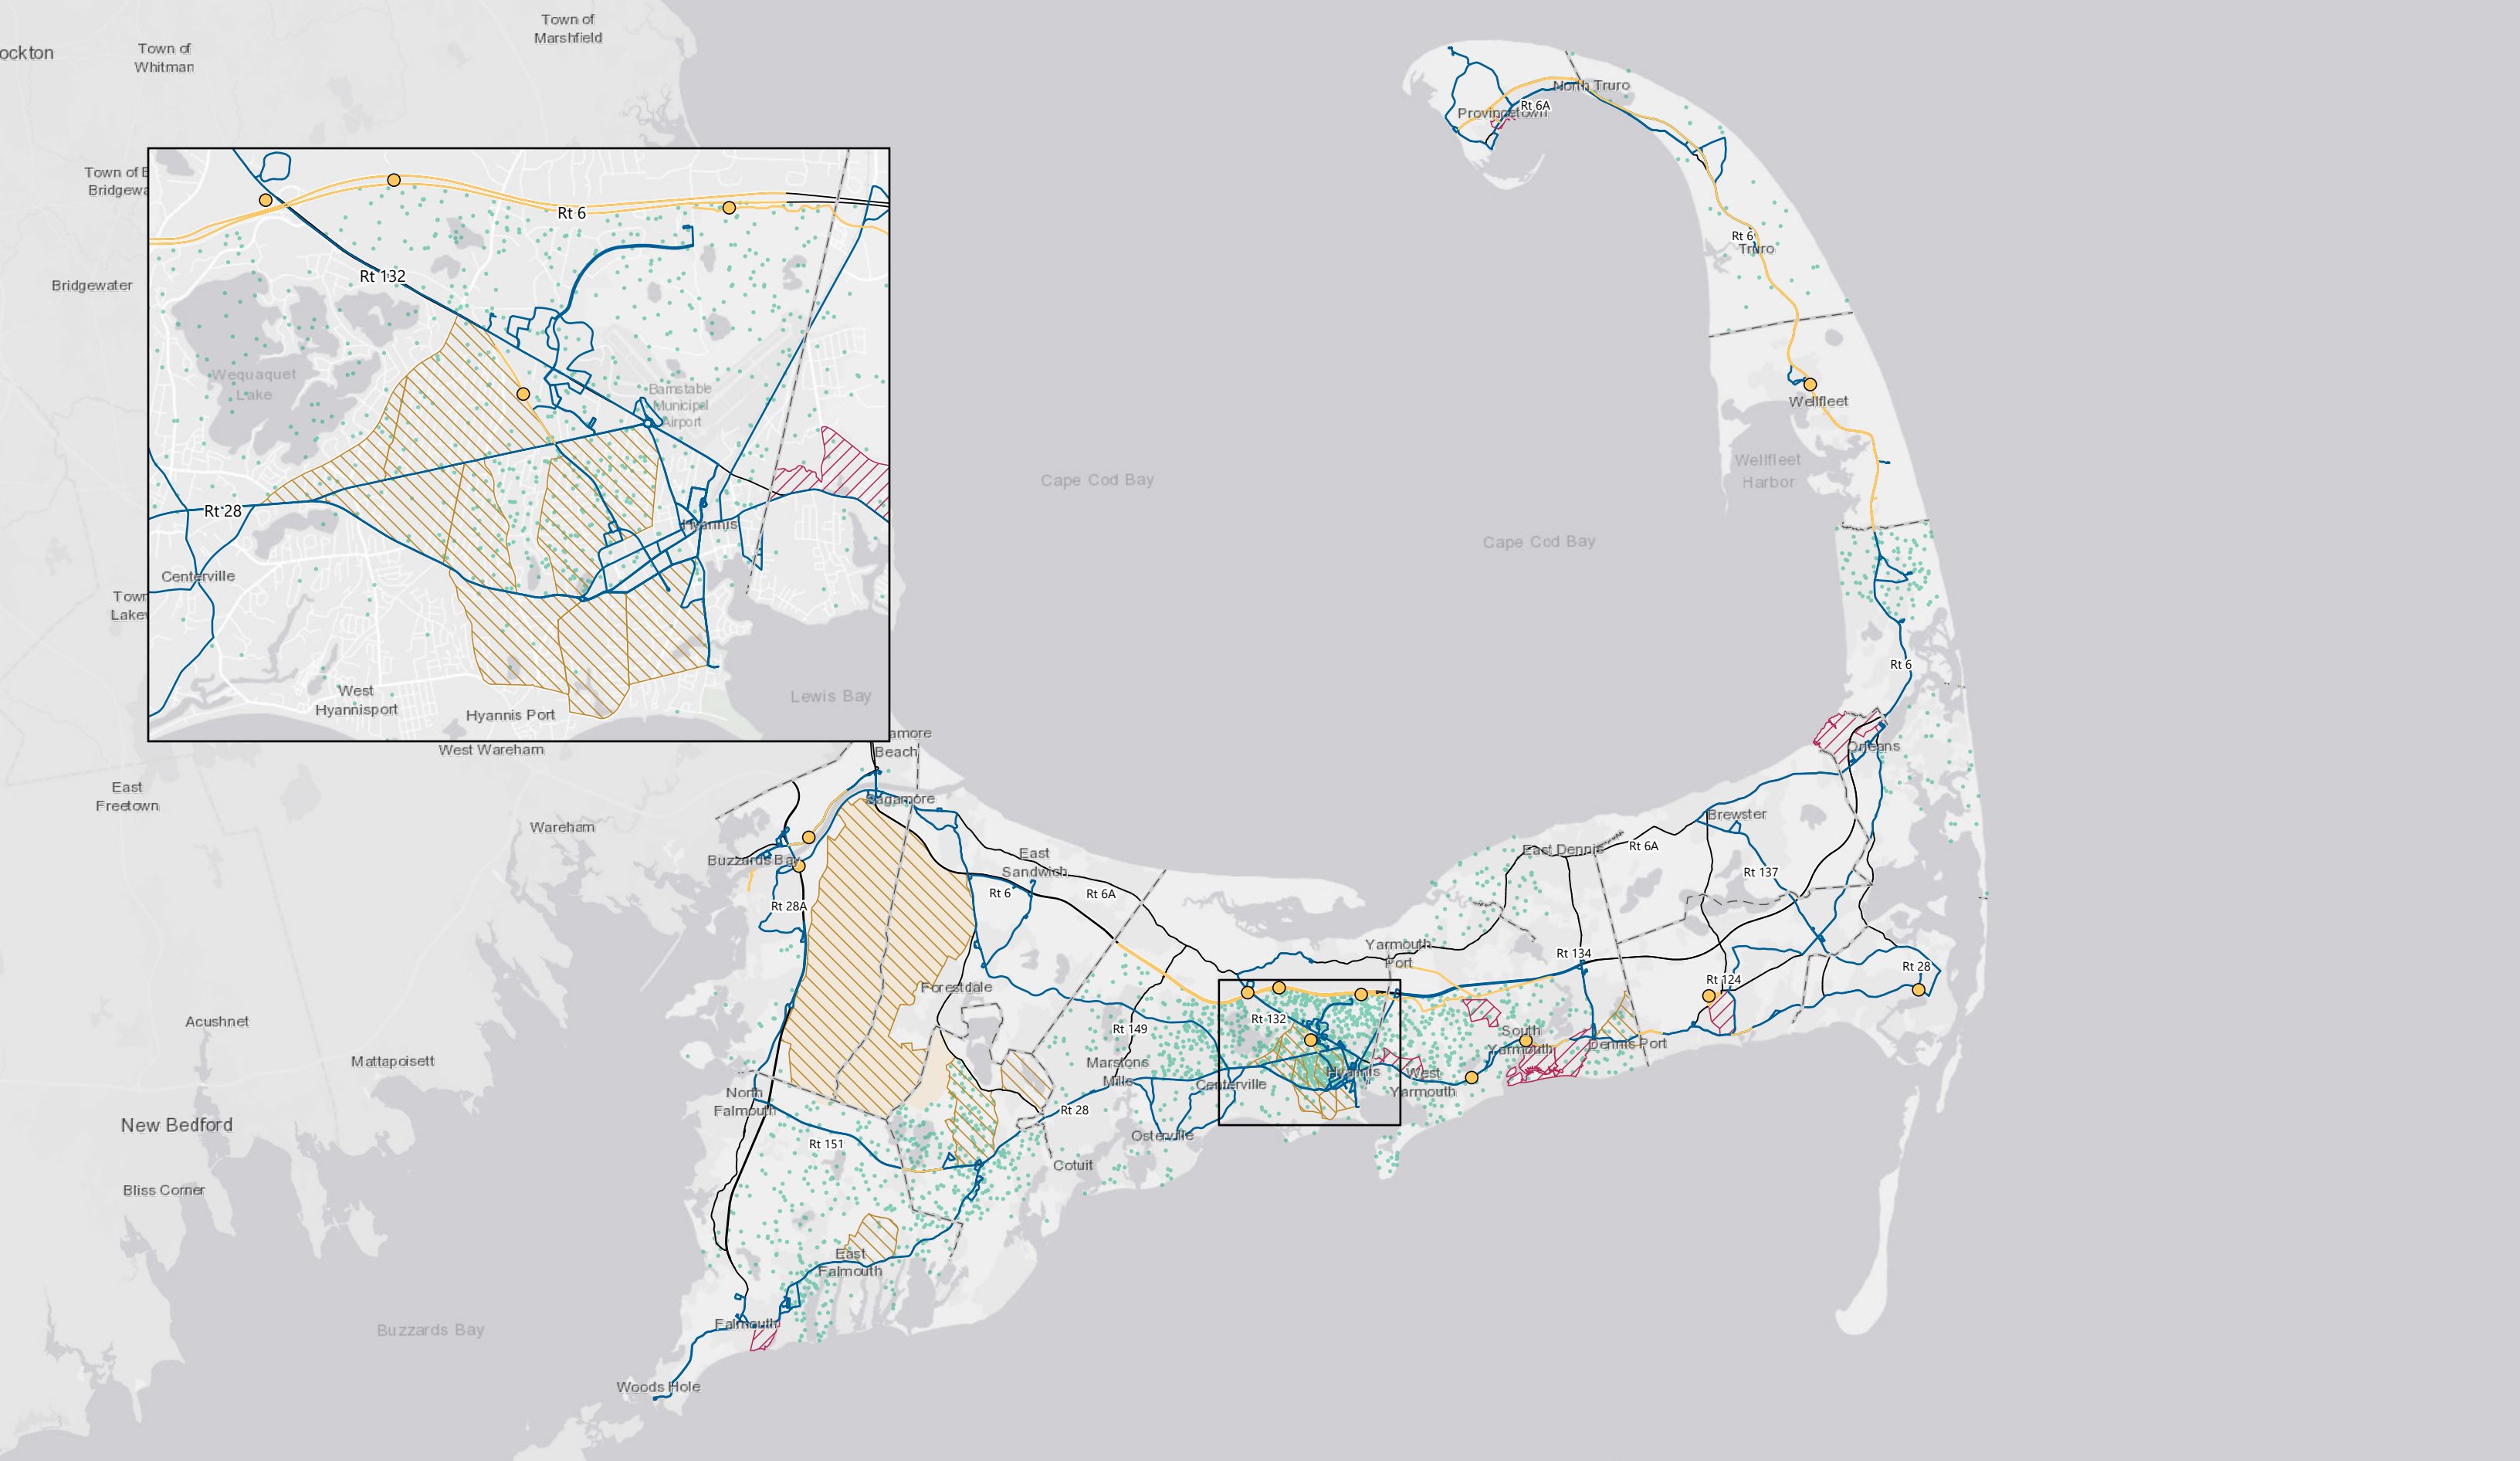 Town of
Marshfield
ockton
Town of
Whitman
North Truro
Rt 6A
Provincetown
Town of B
Bridgewa
Rt 6
Rt 6
Truro
Rt 132
Bridgewater
Wequaquet
Lake
Barnstable
Municipal
Airport
Wellfleet
Wellfleet
Harbor
Cape Cod Bay
Cape Cod Bay
Rt 28
Hyannis
Centerville
Town
Lakev
Rt 6
West
Hyannisport
Hyannis Port
Lewis Bay
West Wareham
amore
Beach
Orleans
East
Freetown
Sagamore
Brewster
Wareham
Buzzards Bay
East
Sandwich
East Dennis
Rt 6A
Rt 137
Rt 28A
Rt 6
Rt 6A
Yarmouth
Port
Rt 134
Rt 28
Forestdale
Rt 124
Acushnet
Rt 132
Rt 149
South
Yarmouth
Dennis Port
Mattapoisett
Marstons
Mills
Centerville
Hyannis
West
Yarmouth
North
Falmouth
New Bedford
Rt 28
Rt 151
Osterville
Cotuit
Bliss Corner
East
Falmouth
Falmouth
Buzzards Bay
Woods Hole